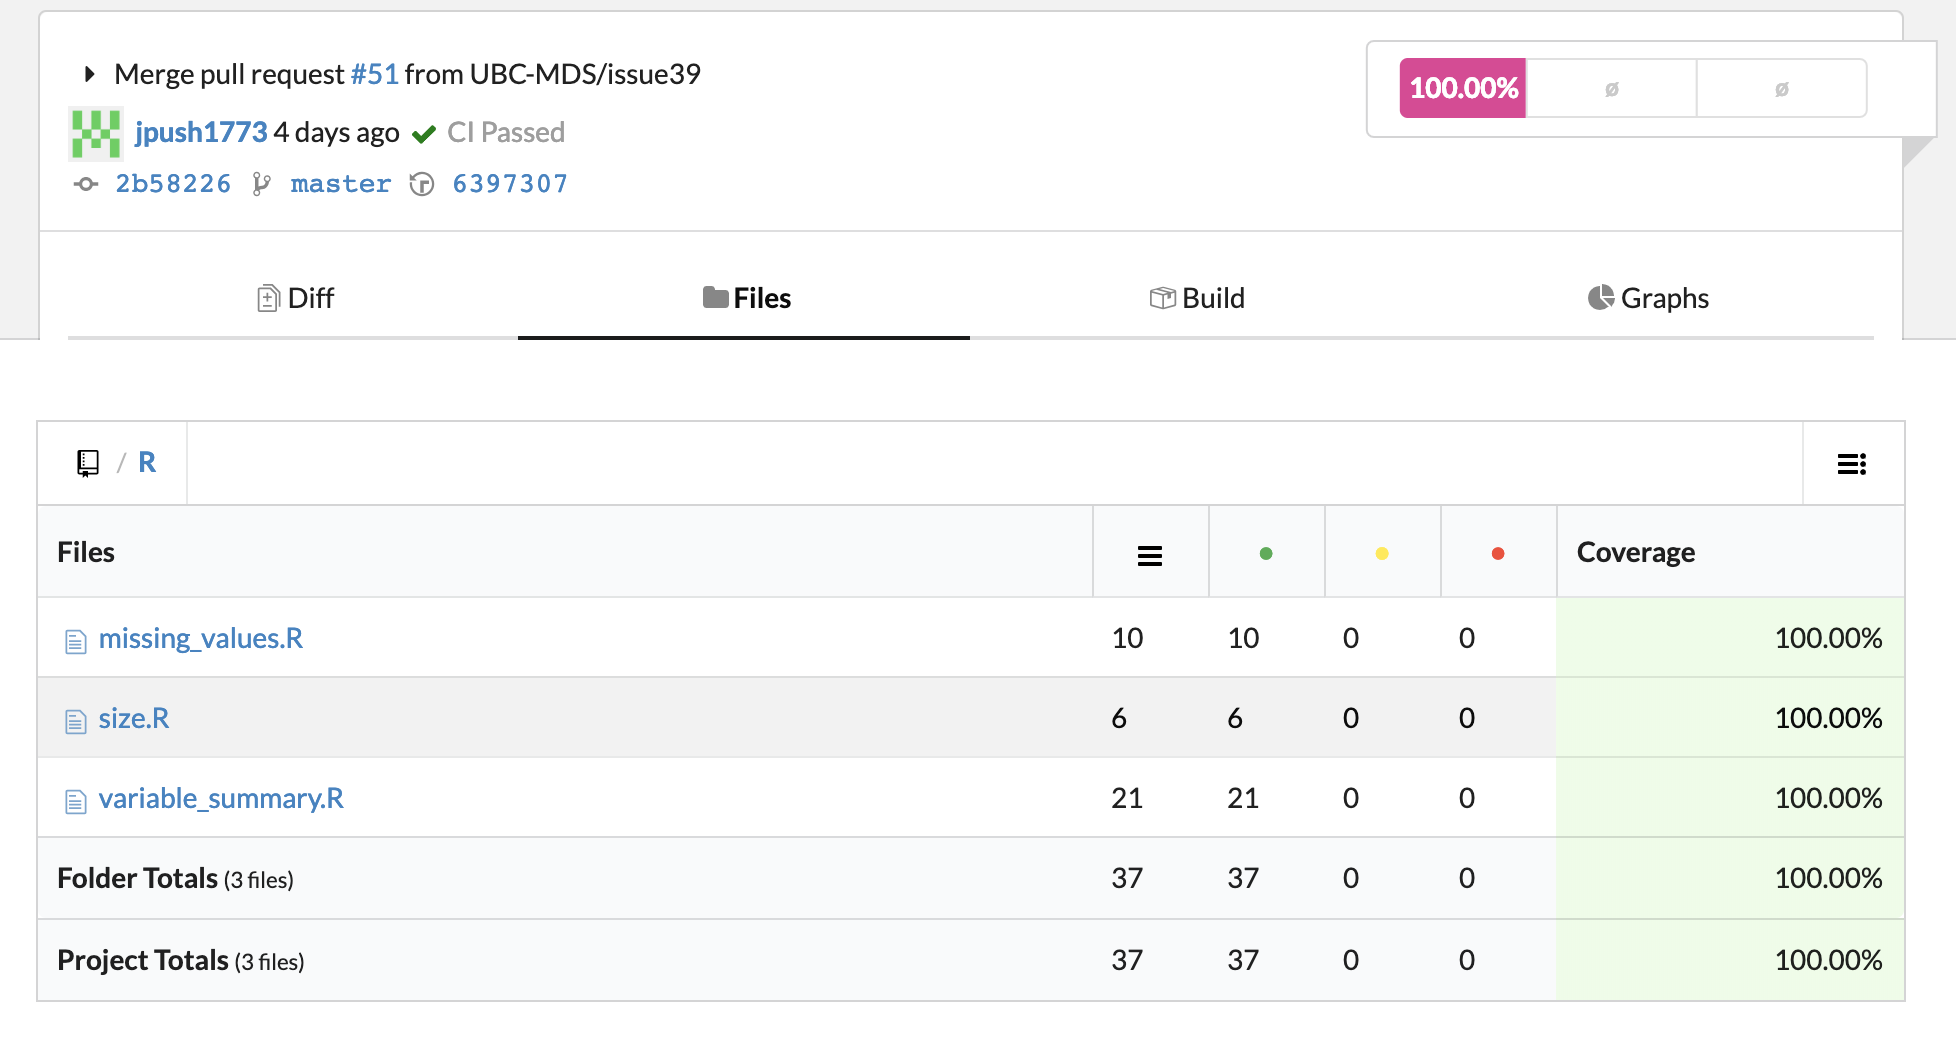 Merge pull request #51 from UBC-MDS/issue39
100.00% ø ø
jpush1773 4 days ago CI Passed
2b58226 master 6397307
Diff Files Build Graphs
/ R
Files Coverage
missing_values.R 10 10 0 0 100.00%
size.R 6 6 0 0 100.00%
variable_summary.R 21 21 0 0 100.00%
Folder Totals (3 files) 37 37 0 0 100.00%
Project Totals (3 files) 37 37 0 0 100.00%